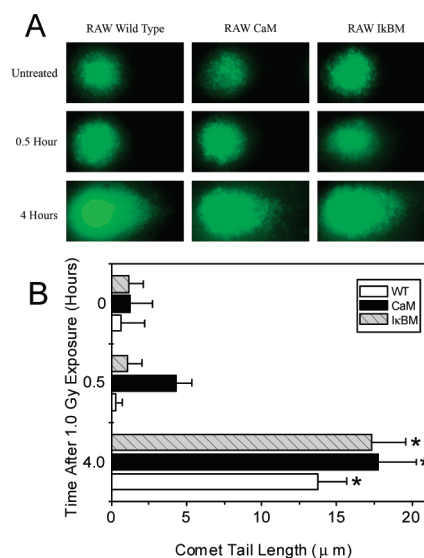 A
RAW Wild Type
RAW CaM
RAW IkBM
Untreated
0.5 Hour
4 Hours
B
Time After 1.0 Gy Exposure (Hours)
0
0.5
4.0
WT
CaM
IκBM
*
*
*
0
5
10
15
20
Comet Tail Length (μ m)